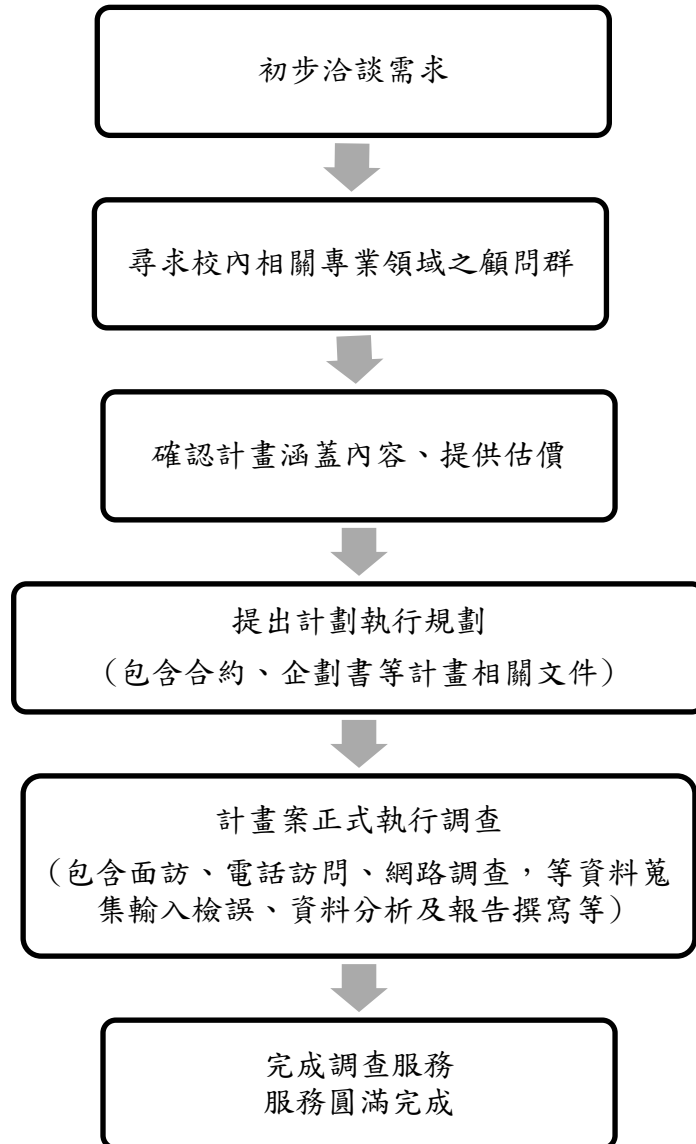 初步洽談需求
尋求校內相關專業領域之顧問群
確認計畫涵蓋內容、提供估價
提出計劃執行規劃
（包含合約、企劃書等計畫相關文件）
計畫案正式執行調查
（包含面訪、電話訪問、網路調查，等資料蒐
集輸入檢誤、資料分析及報告撰寫等）
完成調查服務
服務圓滿完成